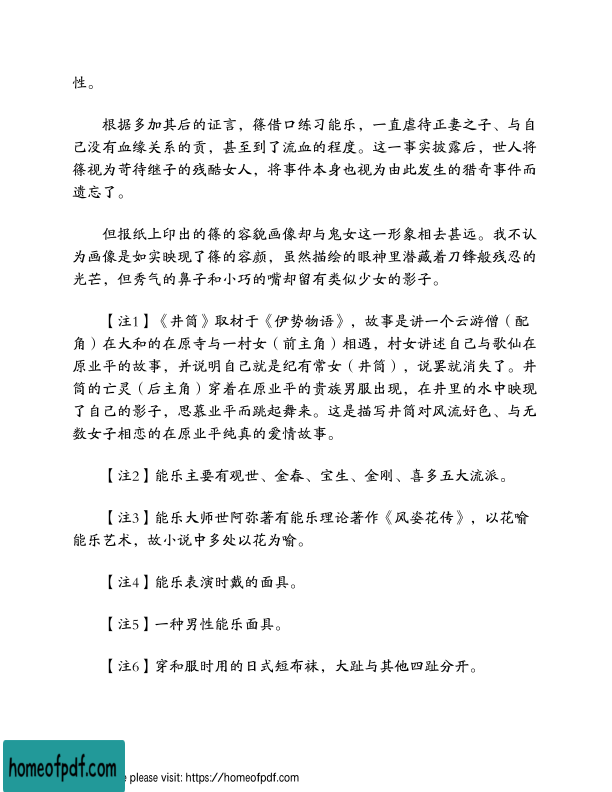 性。
根据多加其后的证言，篠借口练习能乐，一直虐待正妻之子、与自
己没有血缘关系的贡，甚至到了流血的程度。这一事实披露后，世人将
篠视为苛待继子的残酷女人，将事件本身也视为由此发生的猎奇事件而
遗忘了。
但报纸上印出的篠的容貌画像却与鬼女这一形象相去甚远。我不认
为画像是如实映现了篠的容颜，虽然描绘的眼神里潜藏着刀锋般残忍的
光芒，但秀气的鼻子和小巧的嘴却留有类似少女的影子。
【注1】《井筒》取材于《伊势物语》，故事是讲一个云游僧（配
角）在大和的在原寺与一村女（前主角）相遇，村女讲述自己与歌仙在
原业平的故事，并说明自己就是纪有常女（井筒），说罢就消失了。井
筒的亡灵（后主角）穿着在原业平的贵族男服出现，在井里的水中映现
了自己的影子，思慕业平而跳起舞来。这是描写井筒对风流好色、与无
数女子相恋的在原业平纯真的爱情故事。
【注2】能乐主要有观世、金春、宝生、金刚、喜多五大流派。
【注3】能乐大师世阿弥著有能乐理论著作《风姿花传》，以花喻
能乐艺术，故小说中多处以花为喻。
【注4】能乐表演时戴的面具。
【注5】一种男性能乐面具。
【注6】穿和服时用的日式短布袜，大趾与其他四趾分开。
homeofpdf.com
e please visit: https://homeofpdf.com